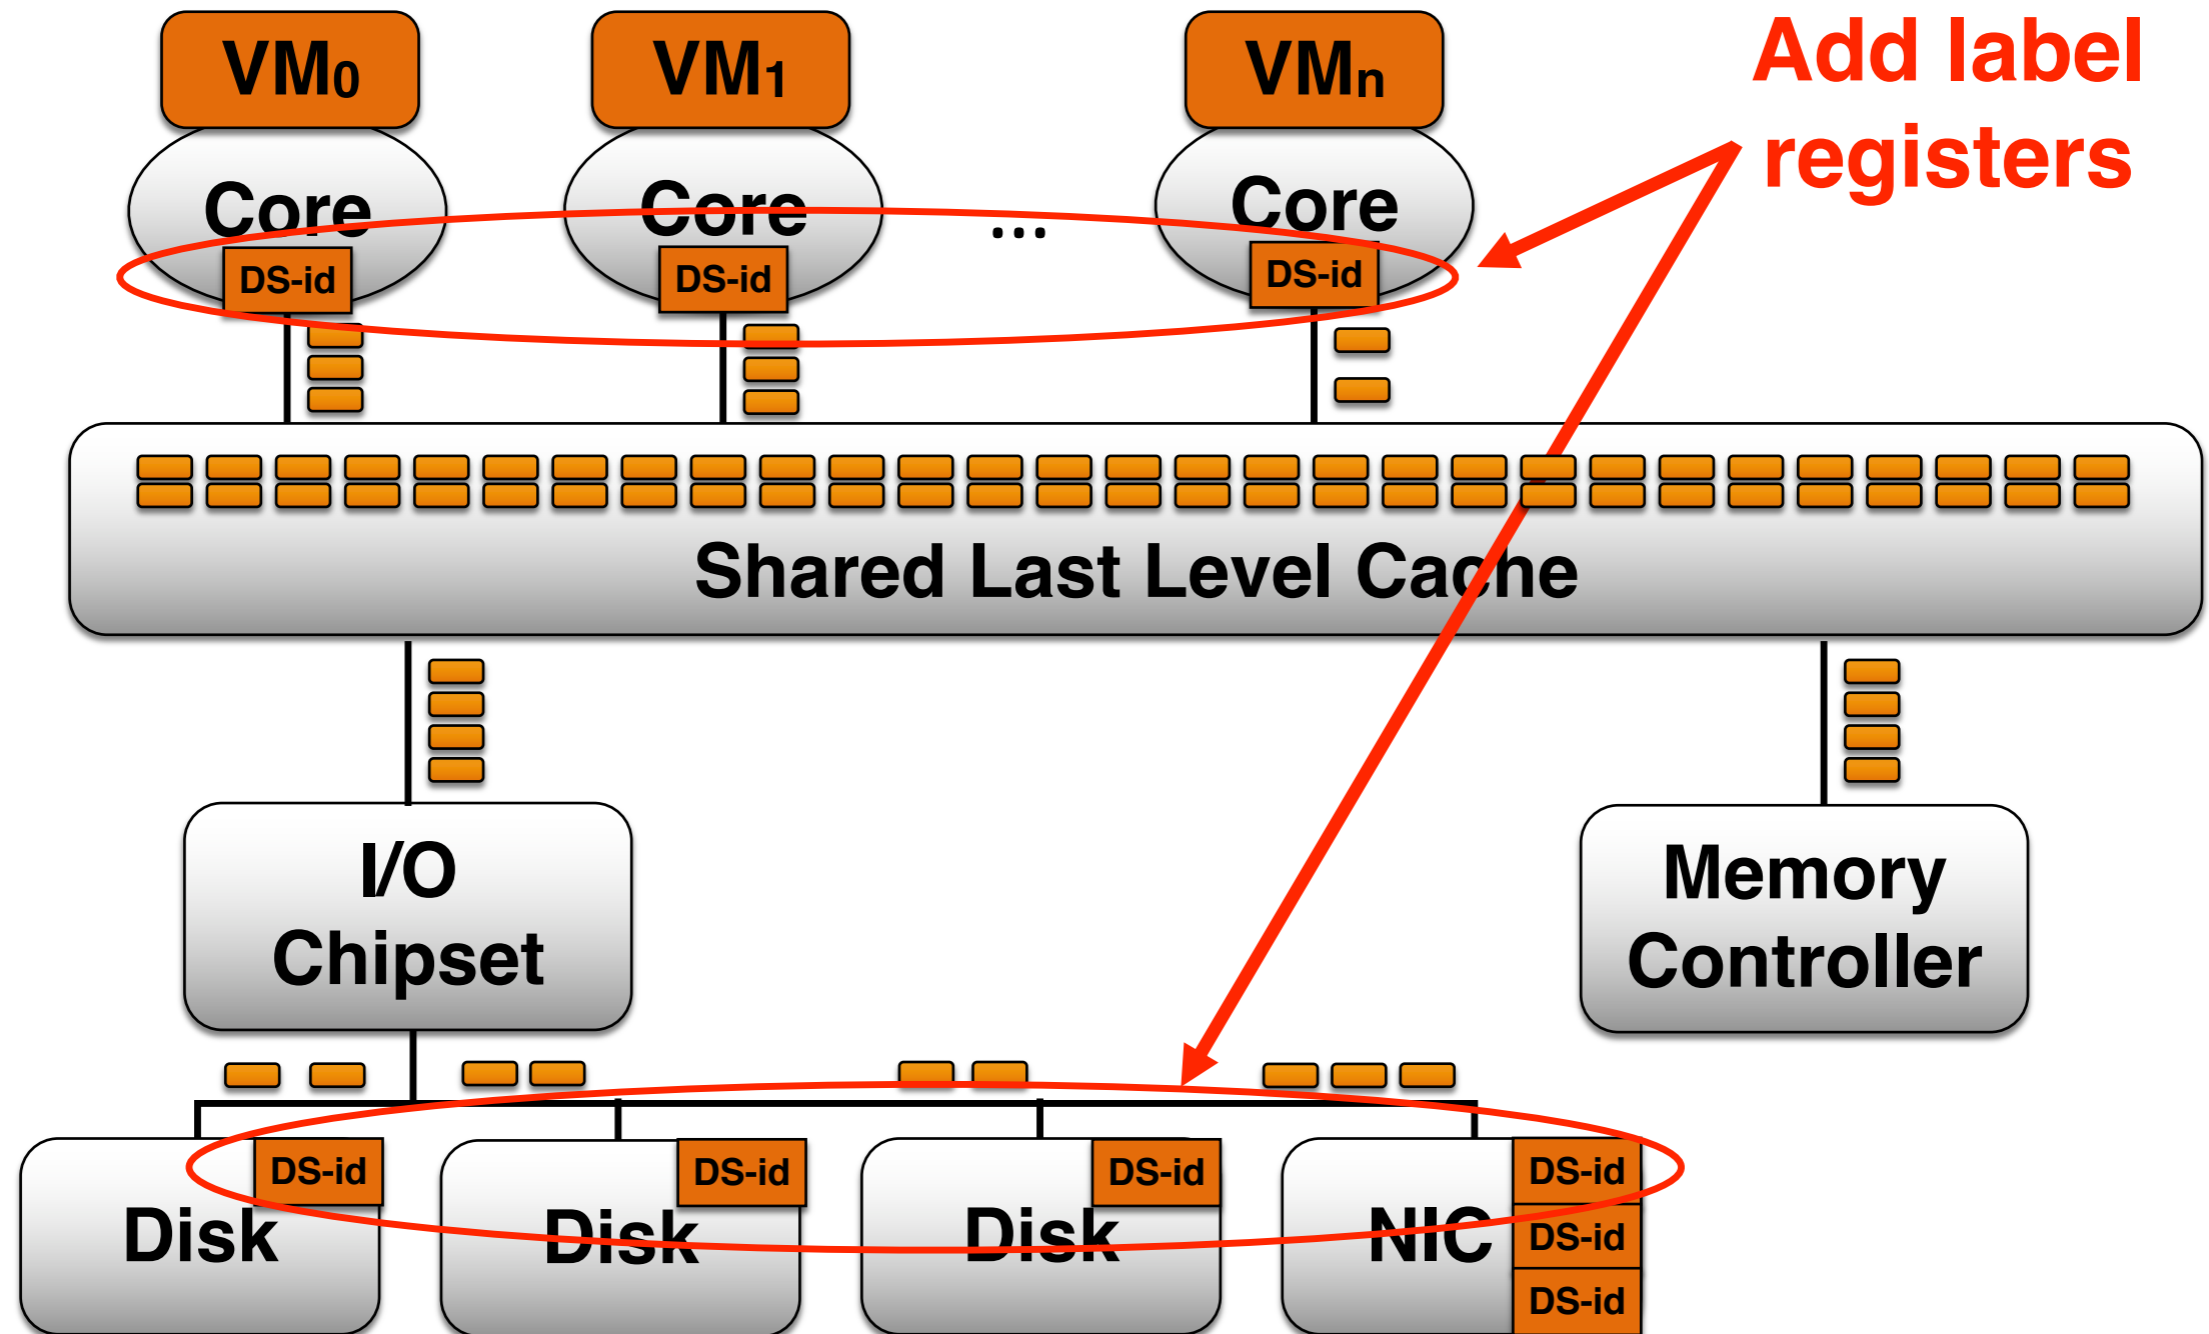 VM0
VM1
VMn
Add label
registers
Core
Core
...
Core
DS-id
DS-id
DS-id
Shared Last Level Cache
I/O
Chipset
Memory
Controller
DS-id
DS-id
DS-id
DS-id
Disk
Disk
Disk
NIC
DS-id
DS-id